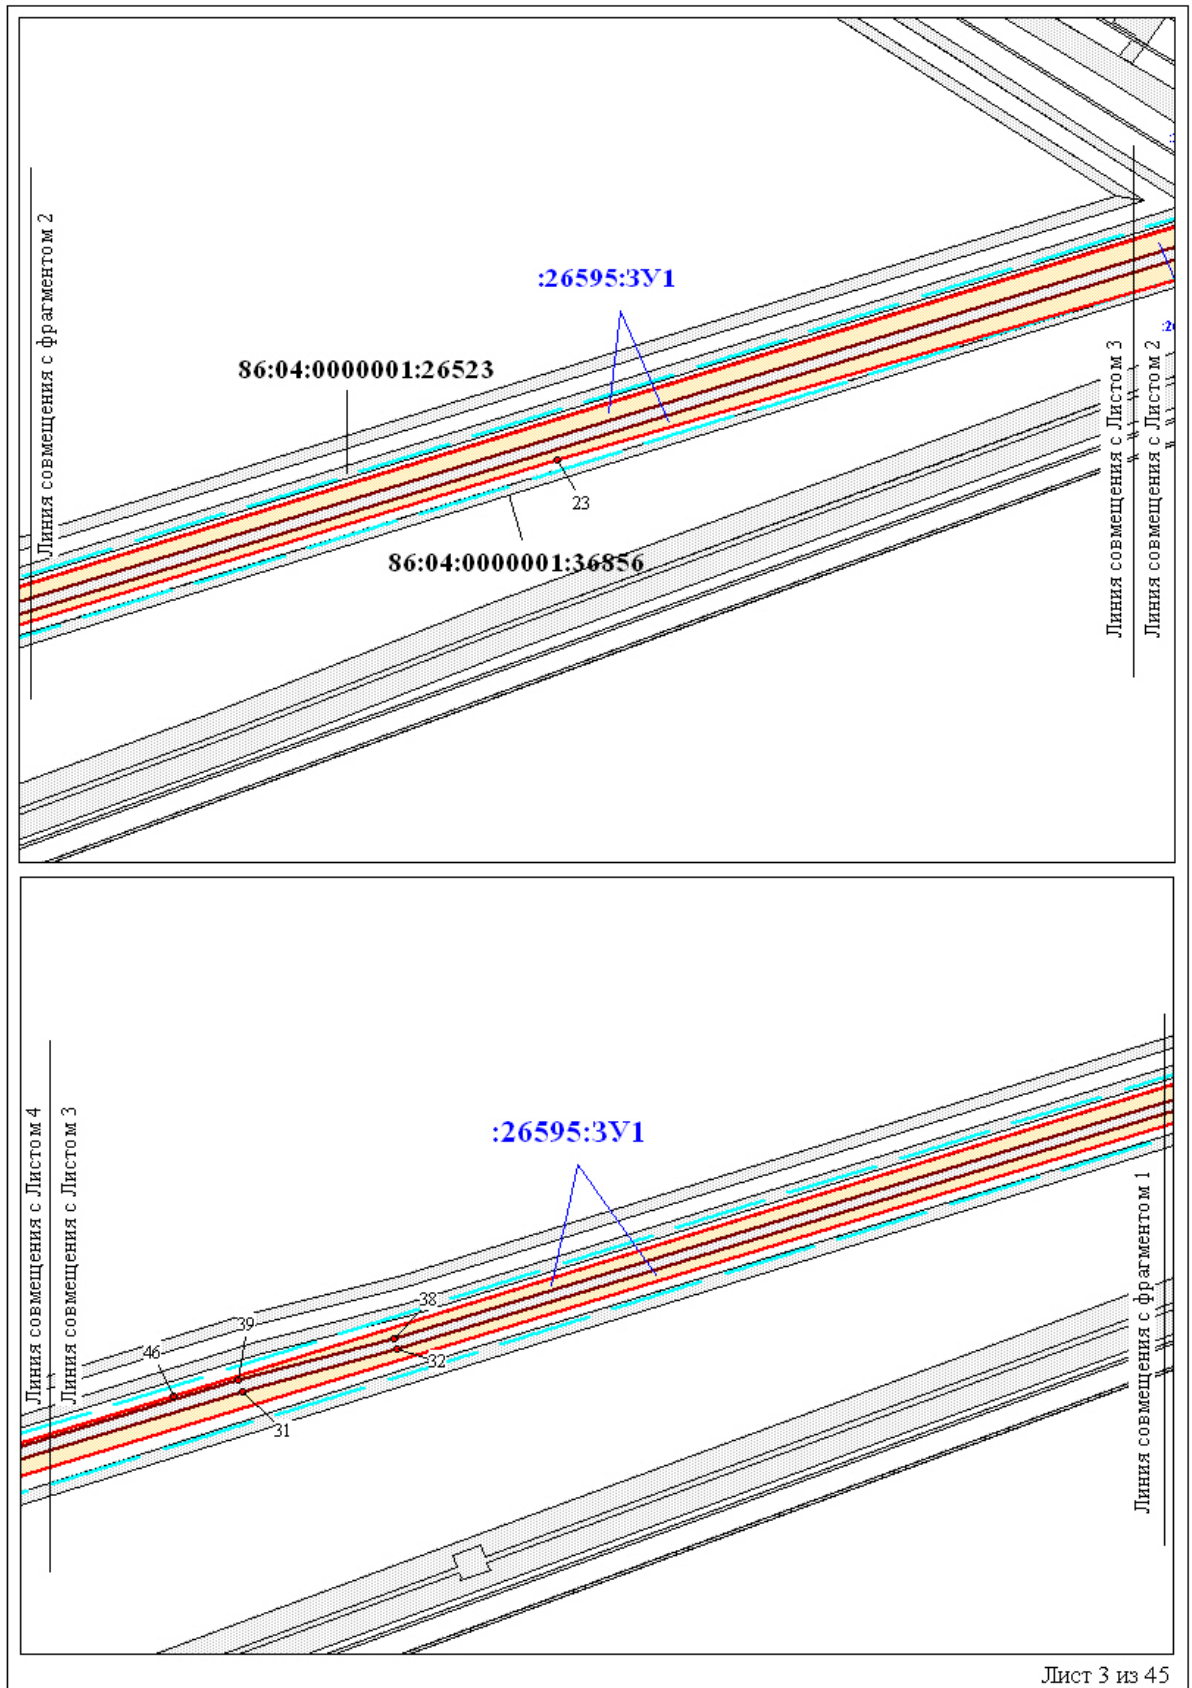 Линия совмещения с фрагментом 2
:26595:ЗУ1
86:04:0000001:26523
23
86:04:0000001:36856
Линия совмещения с Листом 3
Линия совмещения с Листом 2
Линия совмещения с Листом 4
Линия совмещения с Листом 3
:26595:ЗУ1
38
39
46
32
31
Линия совмещения с фрагментом 1
Лист 3 из 45